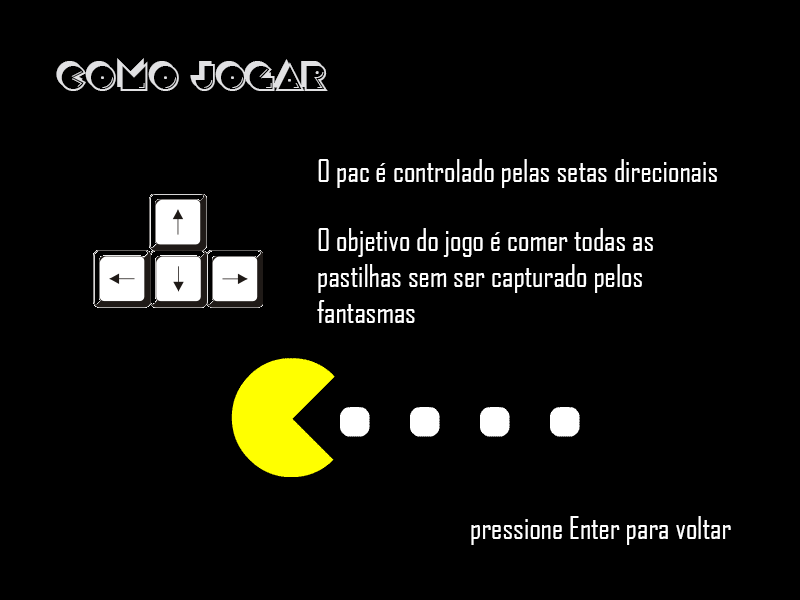 COMO JOGAR
O pac é controlado pelas setas direcionais
O objetivo do jogo é comer todas as
pastilhas sem ser capturado pelos
fantasmas
pressione Enter para voltar